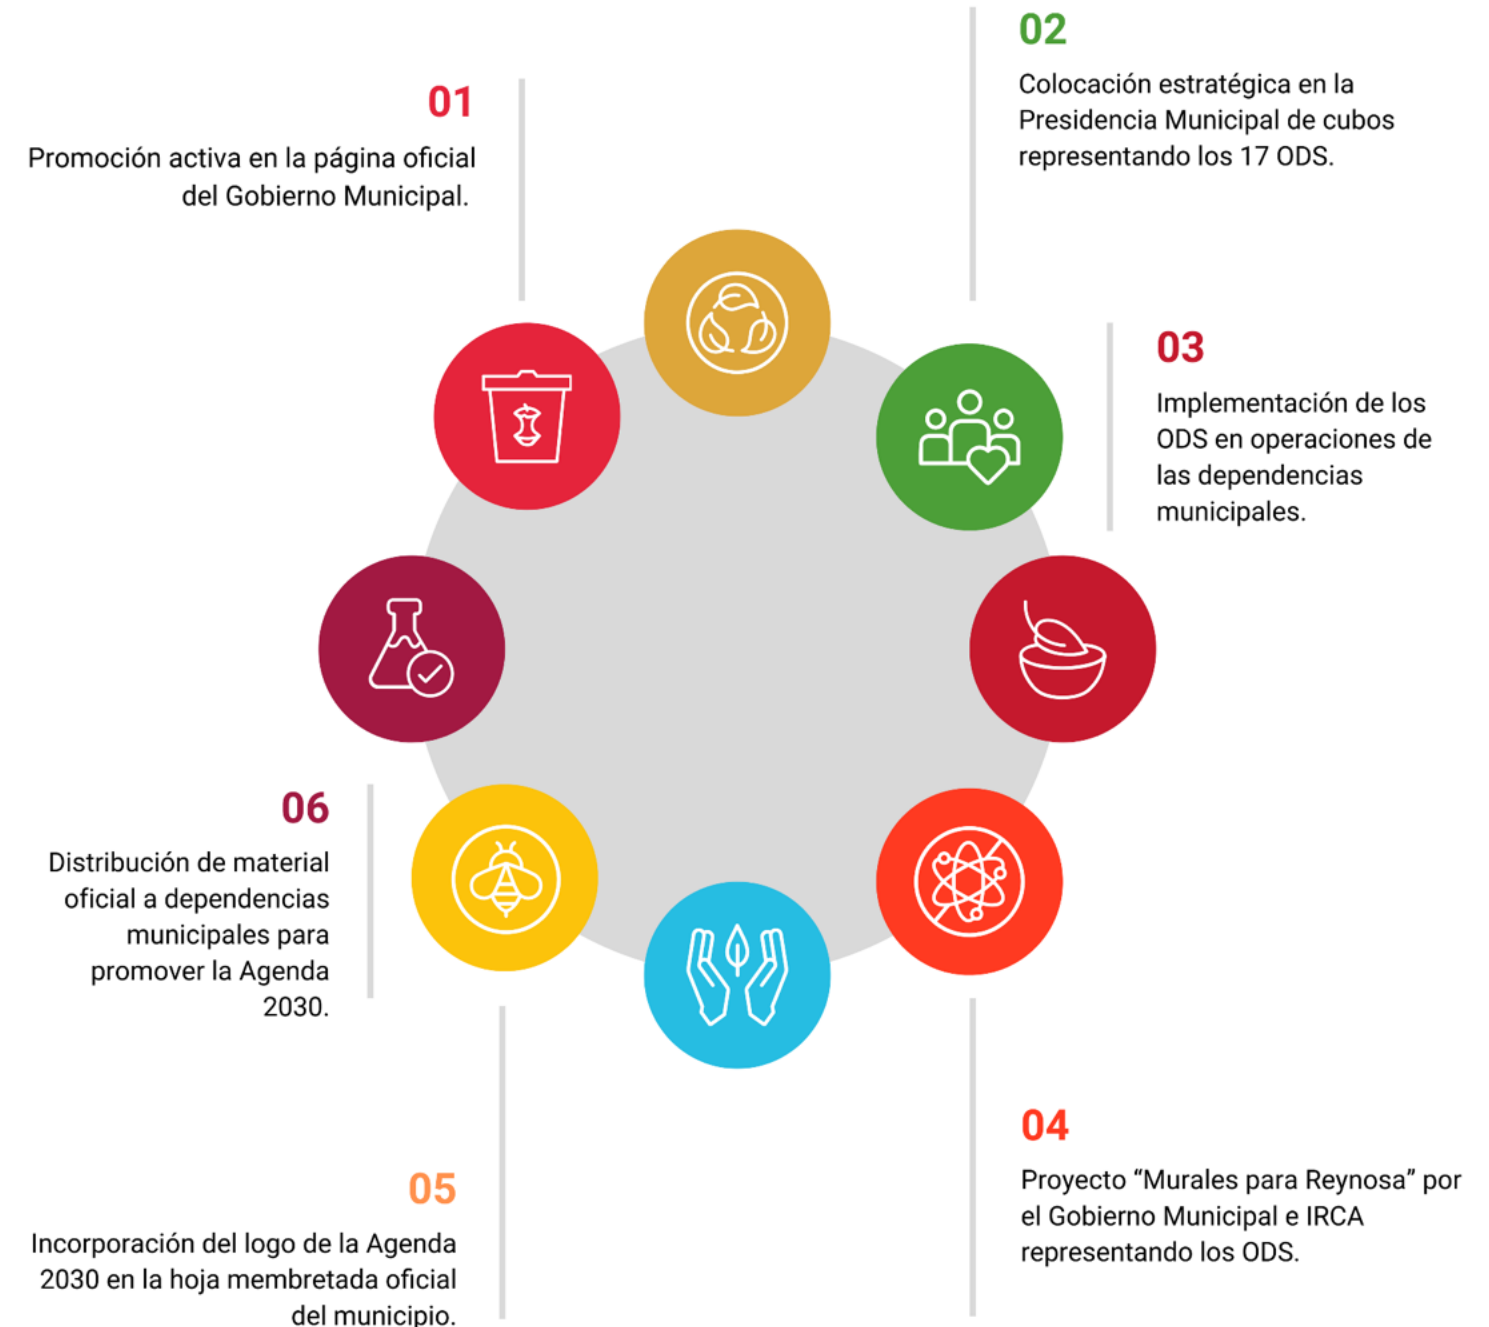 01
Promoción activa en la página oficial
del Gobierno Municipal.
02
Colocación estratégica en la
Presidencia Municipal de cubos
representando los 17 ODS.
03
Implementación de los
ODS en operaciones de
las dependencias
municipales.
04
Proyecto “Murales para Reynosa” por
el Gobierno Municipal e IRCA
representando los ODS.
05
Incorporación del logo de la Agenda
2030 en la hoja membretada oficial
del municipio.
06
Distribución de material
oficial a dependencias
municipales para
promover la Agenda
2030.